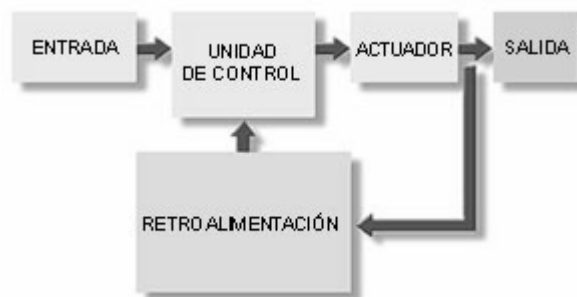 ENTRADA
UNIDAD
DE CONTROL
ACTUADOR
SALIDA
RETROALIMENTACIÓN